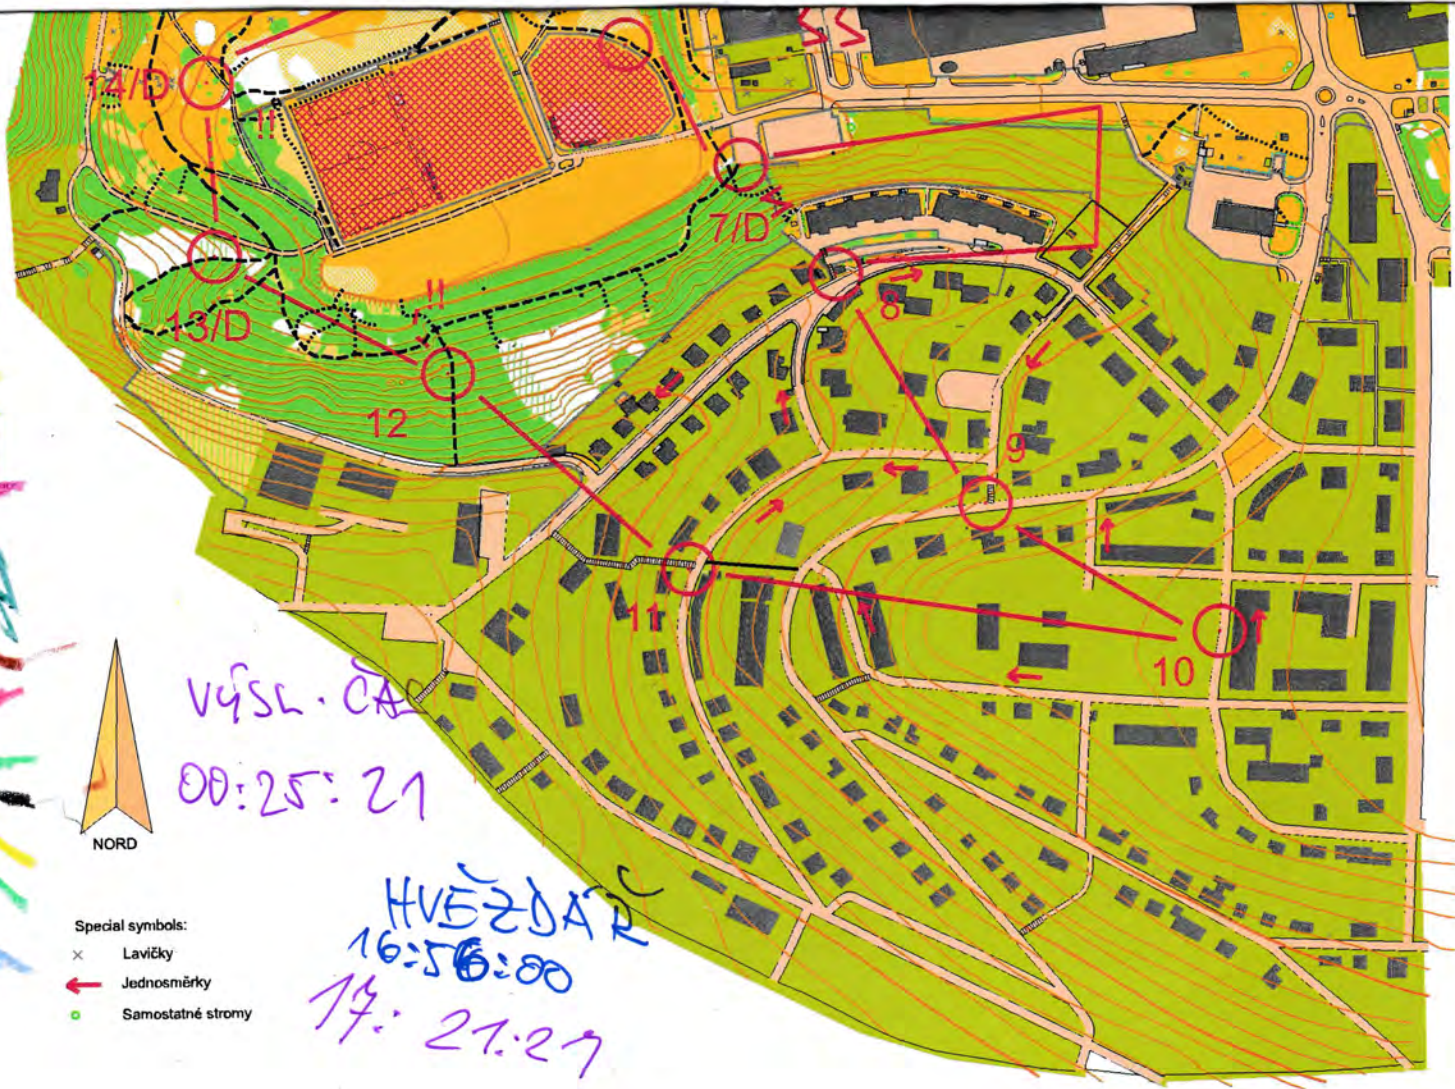 14/D
!!
7/D
8
!!
13/D
12
9
11
10
VÝSL. ČAS
00:25:21
NORD
HVĚZDÁŘ
16:56:00
17:21:21
Special symbols:
Lavičky
Jednosměrky
Samostatné stromy